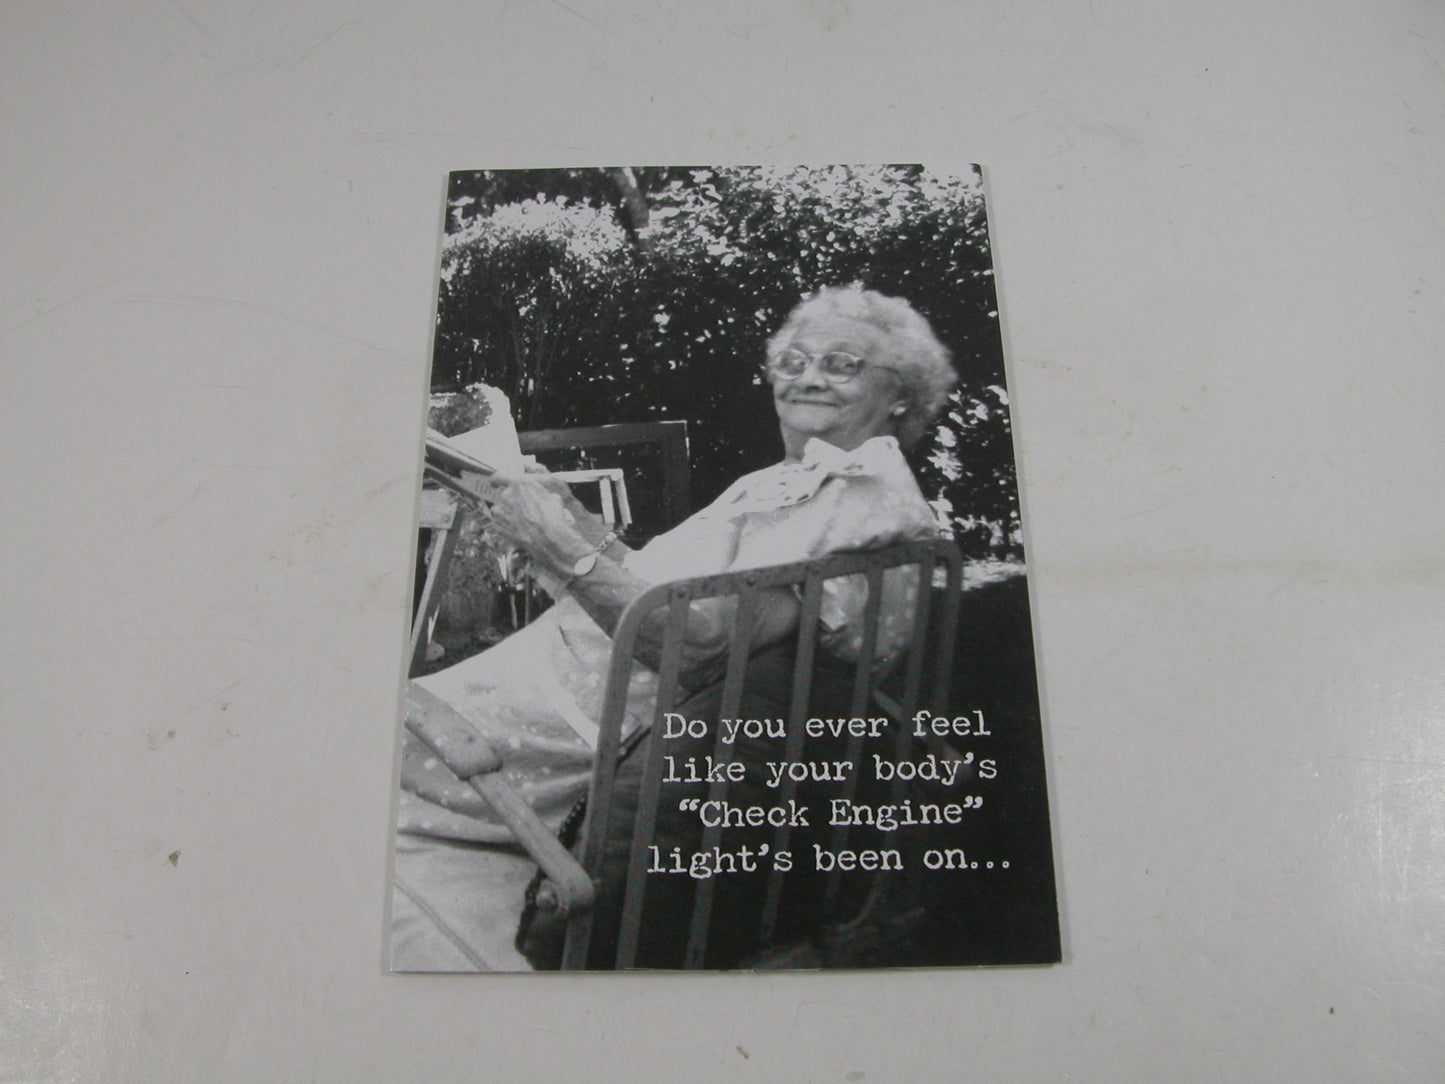 Do you ever feel
like your body’s
“Check Engine”
light’s been on...